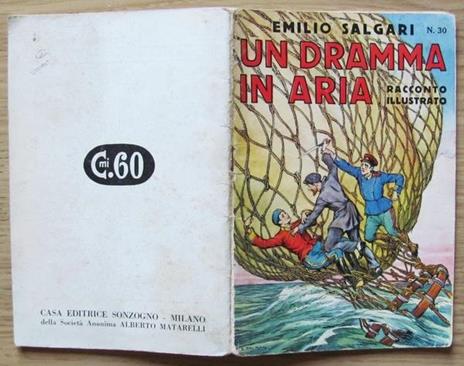 EMILIO SALGARI N. 30
UN DRAMMA
IN ARIA
RACCONTO
ILLUSTRATO
C.mi 60
CASA EDITRICE SONZOGNO - MILANO
della Società Anonima ALBERTO MATARELLI